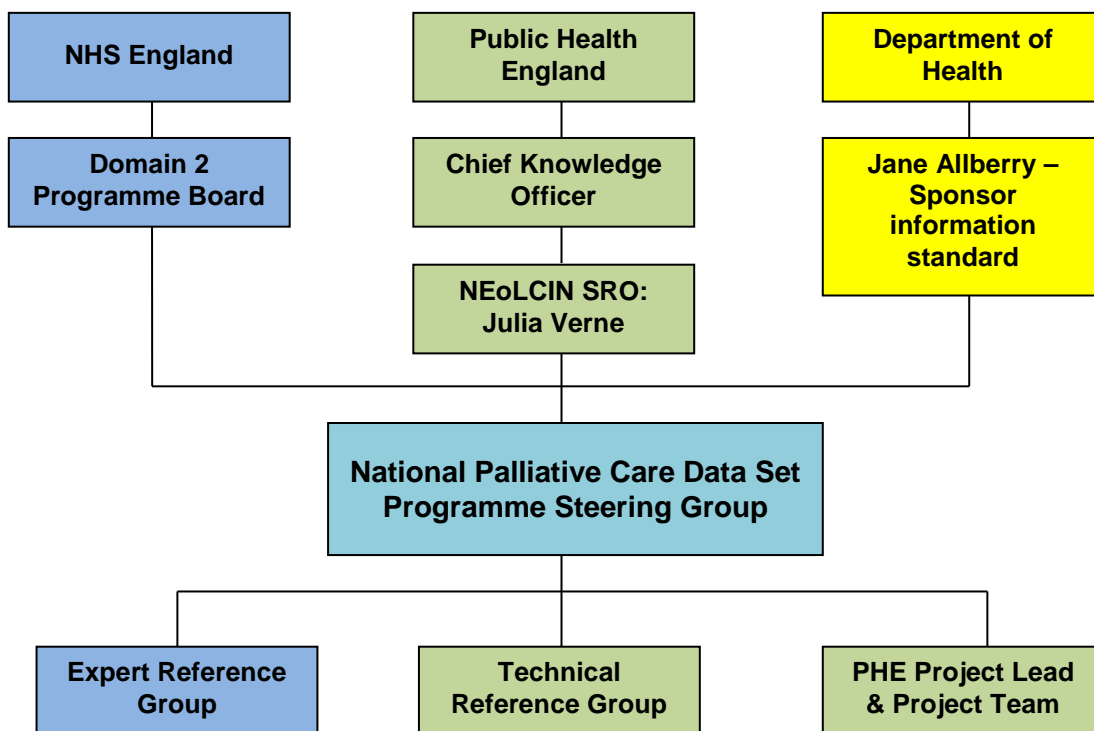 NHS England
Public Health
England
Department of
Health
Domain 2
Programme Board
Chief Knowledge
Officer
Jane Allberry –
Sponsor
information
standard
NEoLCIN SRO:
Julia Verne
National Palliative Care Data Set
Programme Steering Group
Expert Reference
Group
Technical
Reference Group
PHE Project Lead
& Project Team